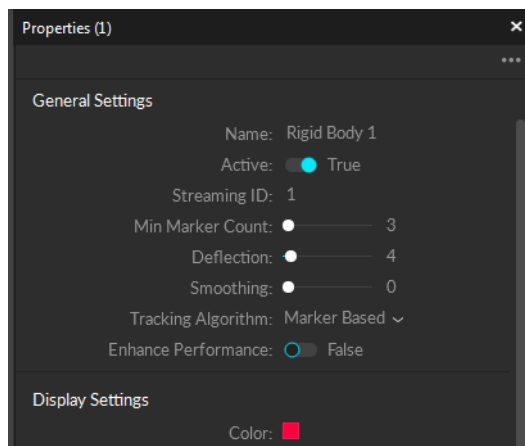 Properties (1)
General Settings
Name: Rigid Body 1
Active: True
Streaming ID: 1
Min Marker Count: 3
Deflection: 4
Smoothing: 0
Tracking Algorithm: Marker Based
Enhance Performance: False
Display Settings
Color: